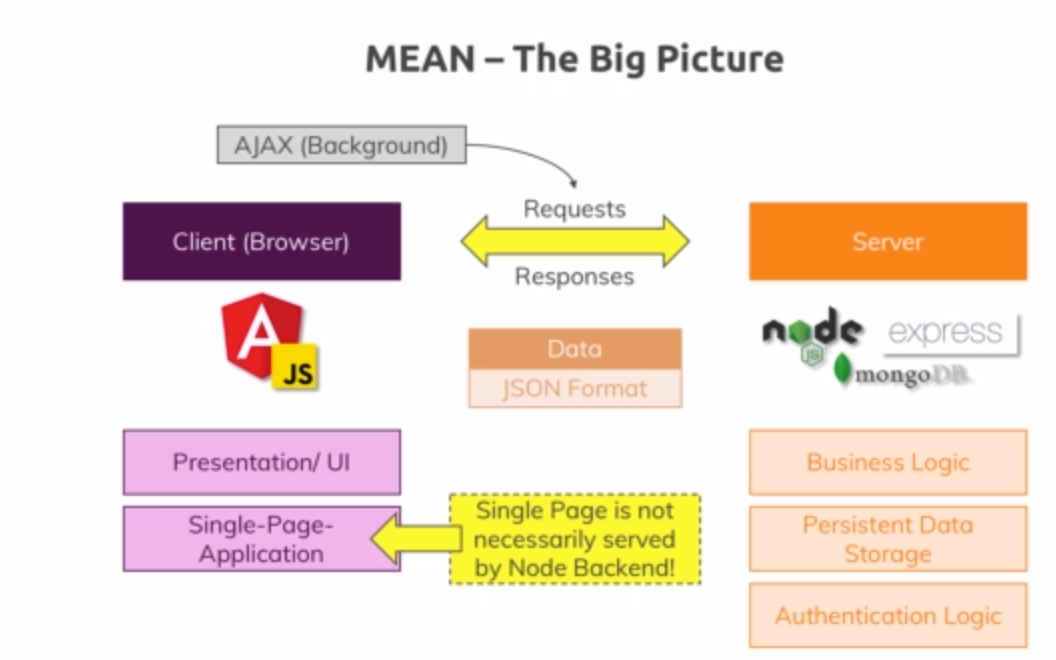 MEAN – The Big Picture
AJAX (Background)
Requests
Client (Browser)
Server
Responses
A
JS
node
JS
express
mongoDB.
Data
JSON Format
Presentation/ UI
Business Logic
Single-Page-
Application
Single Page is not
necessarily served
by Node Backend!
Persistent Data
Storage
Authentication Logic